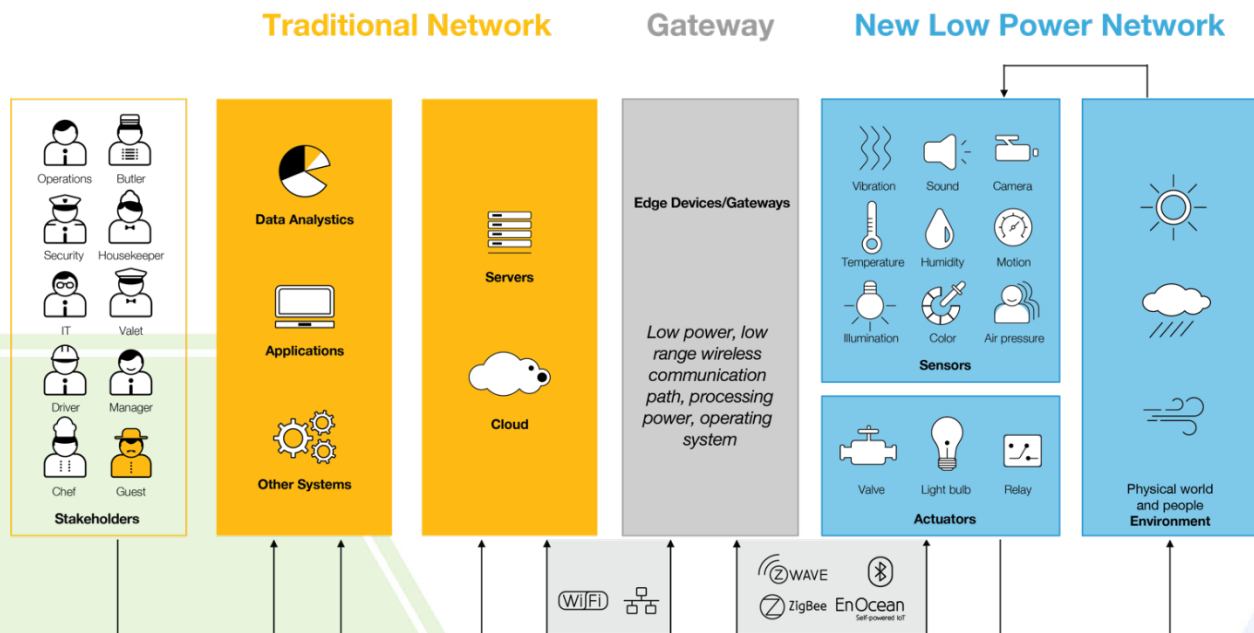 Traditional Network
Gateway
New Low Power Network
Operations
Butler
Security
Housekeeper
IT
Valet
Driver
Manager
Chef
Guest
Stakeholders
Data Analystics
Applications
Other Systems
Servers
Cloud
Edge Devices/Gateways
Low power, low
range wireless
communication
path, processing
power, operating
system
Vibration
Sound
Camera
Temperature
Humidity
Motion
Illumination
Color
Air pressure
Sensors
Valve
Light bulb
Relay
Actuators
Physical world
and people
Environment
WiFi
Z WAVE
ZigBee
EnOcean
Self-powered IoT